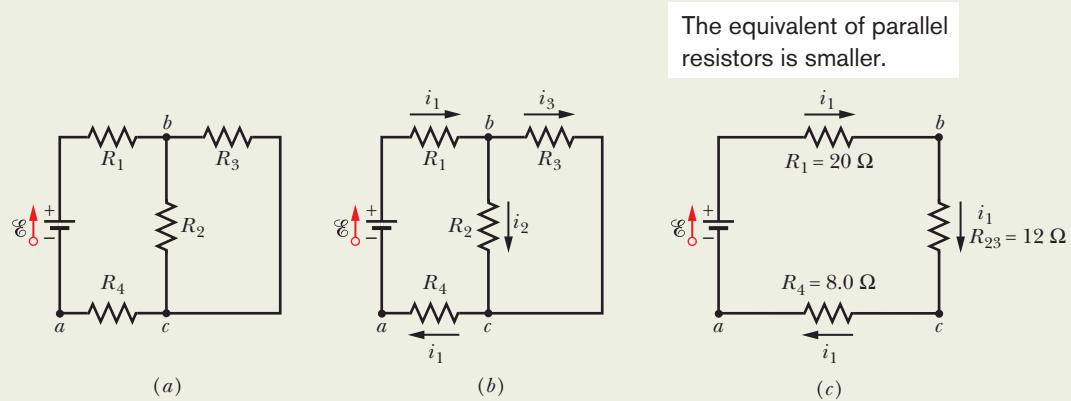 The equivalent of parallel
resistors is smaller.
b
R1
R3
+
ℰ
−
R2
R4
a
c
(a)
i1
i3
b
R1
R3
+
ℰ
−
R2
i2
R4
a
c
i1
(b)
i1
b
R1 = 20 Ω
+
ℰ
−
i1
R23 = 12 Ω
R4 = 8.0 Ω
a
c
i1
(c)